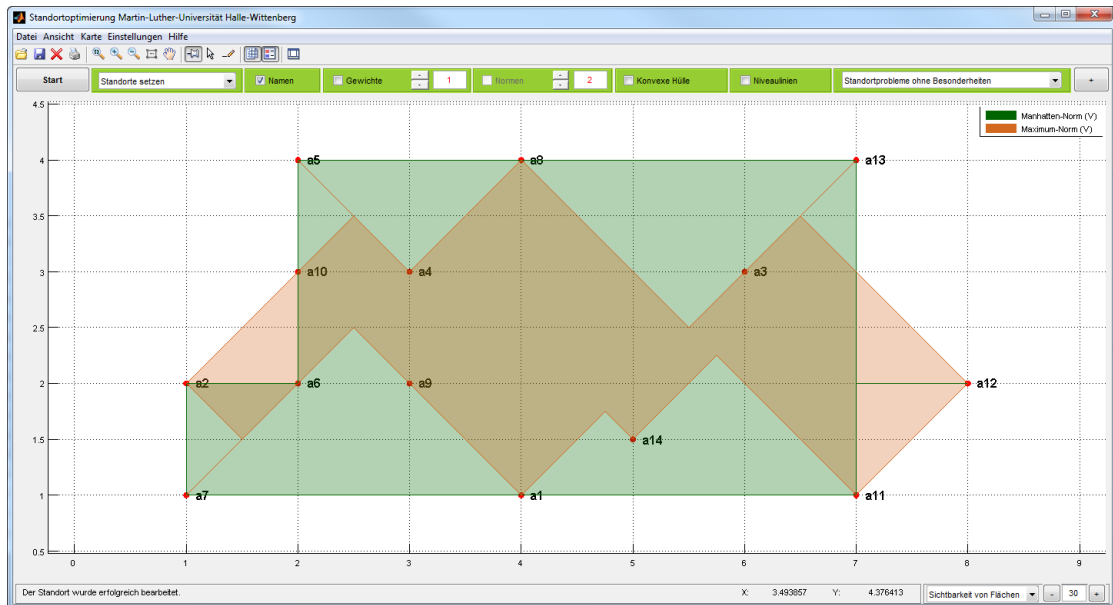 Standortoptimierung Martin-Luther-Universität Halle-Wittenberg
Datei Ansicht Karte Einstellungen Hilfe
Start Standorte setzen Namen Gewichte - - 1 Normen - - 2 Konvexe Hülle Niveaulinien Standortprobleme ohne Besonderheiten +
Manhatten-Norm (V)
Maximum-Norm (V)
4.5
4 a5 a8 a13
3.5
3 a10 a4 a3
2.5
2 a2 a6 a9 a12
1.5 a14
1 a7 a1 a11
0.5
0 1 2 3 4 5 6 7 8 9
Der Standort wurde erfolgreich bearbeitet. X: 3.493857 Y: 4.376413 Sichtbarkeit von Flächen - 30 +